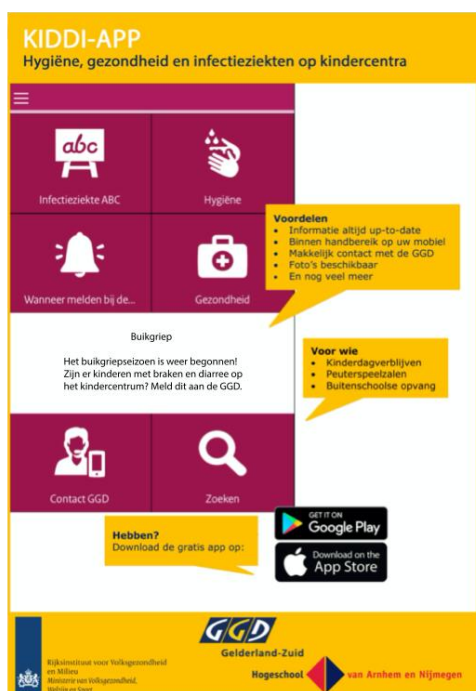 KIDDI-APP
Hygiëne, gezondheid en infectieziekten op kindercentra
abc
Infectieziekte ABC
Hygiëne
Voordelen
• Informatie altijd up-to-date
• Binnen handbereik op uw mobiel
• Makkelijk contact met de GGD
• Foto's beschikbaar
• En nog veel meer
Wanneer melden bij de...
Gezondheid
Buikgriep
Het buikgriepseizoen is weer begonnen!
Zijn er kinderen met braken en diarree op
het kindercentrum? Meld dit aan de GGD.
Voor wie
• Kinderdagverblijven
• Peuterspeelzalen
• Buitenschoolse opvang
Contact GGD
Zoeken
Hebben?
Download de gratis app op:
GET IT ON
Google Play
Download on the
App Store
Rijksinstituut voor Volksgezondheid
en Milieu
Ministerie van Volksgezondheid,
Welzijn en Sport
GGD
Gelderland-Zuid
Hogeschool van Arnhem en Nijmegen